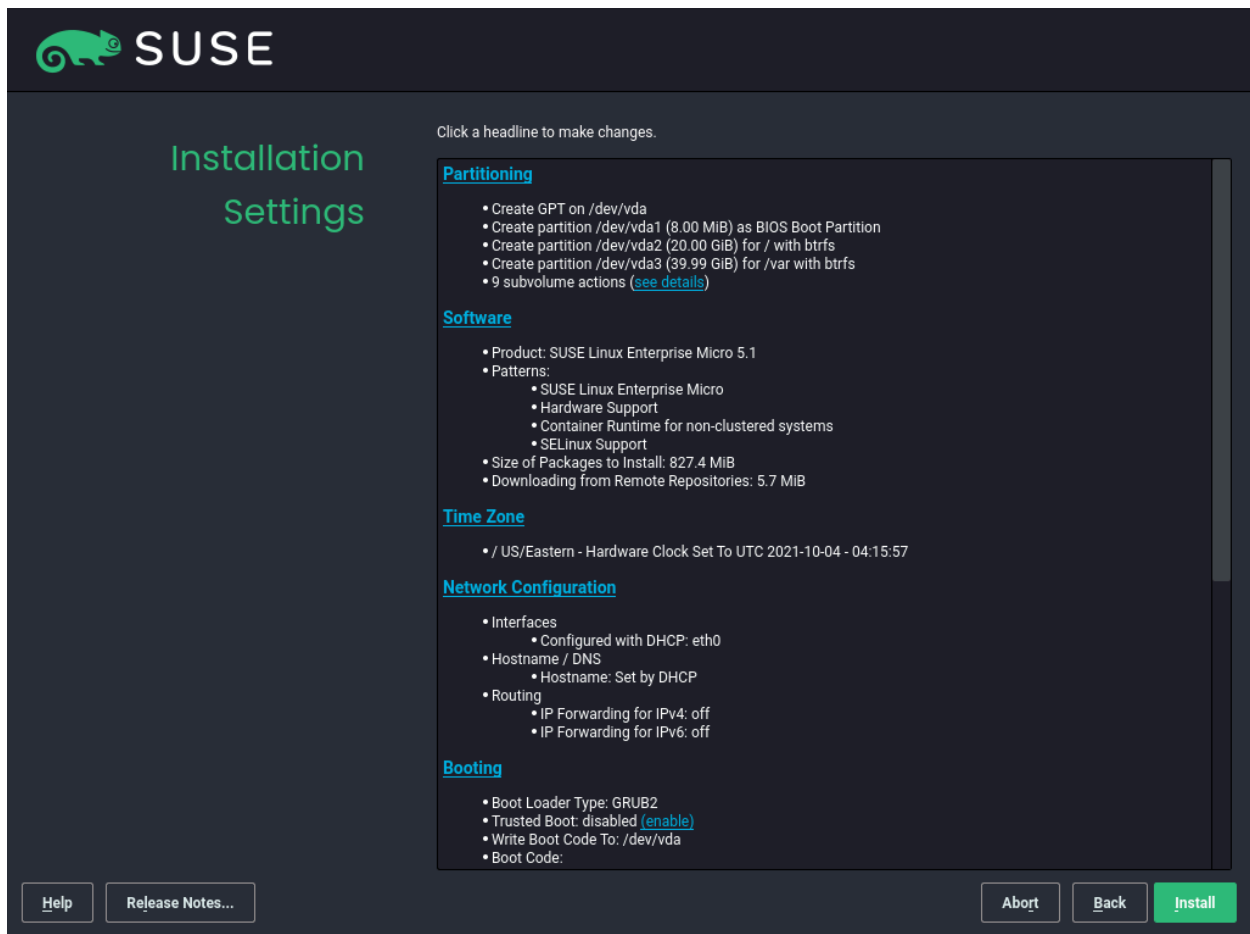 SUSE
Installation
Settings
Click a headline to make changes.
Partitioning
• Create GPT on /dev/vda
• Create partition /dev/vda1 (8.00 MiB) as BIOS Boot Partition
• Create partition /dev/vda2 (20.00 GiB) for / with btrfs
• Create partition /dev/vda3 (39.99 GiB) for /var with btrfs
• 9 subvolume actions (see details)
Software
• Product: SUSE Linux Enterprise Micro 5.1
• Patterns:
• SUSE Linux Enterprise Micro
• Hardware Support
• Container Runtime for non-clustered systems
• SELinux Support
• Size of Packages to Install: 827.4 MiB
• Downloading from Remote Repositories: 5.7 MiB
Time Zone
• / US/Eastern - Hardware Clock Set To UTC 2021-10-04 - 04:15:57
Network Configuration
• Interfaces
• Configured with DHCP: eth0
• Hostname / DNS
• Hostname: Set by DHCP
• Routing
• IP Forwarding for IPv4: off
• IP Forwarding for IPv6: off
Booting
• Boot Loader Type: GRUB2
• Trusted Boot: disabled (enable)
• Write Boot Code To: /dev/vda
• Boot Code:
Help Release Notes... Abort Back Install